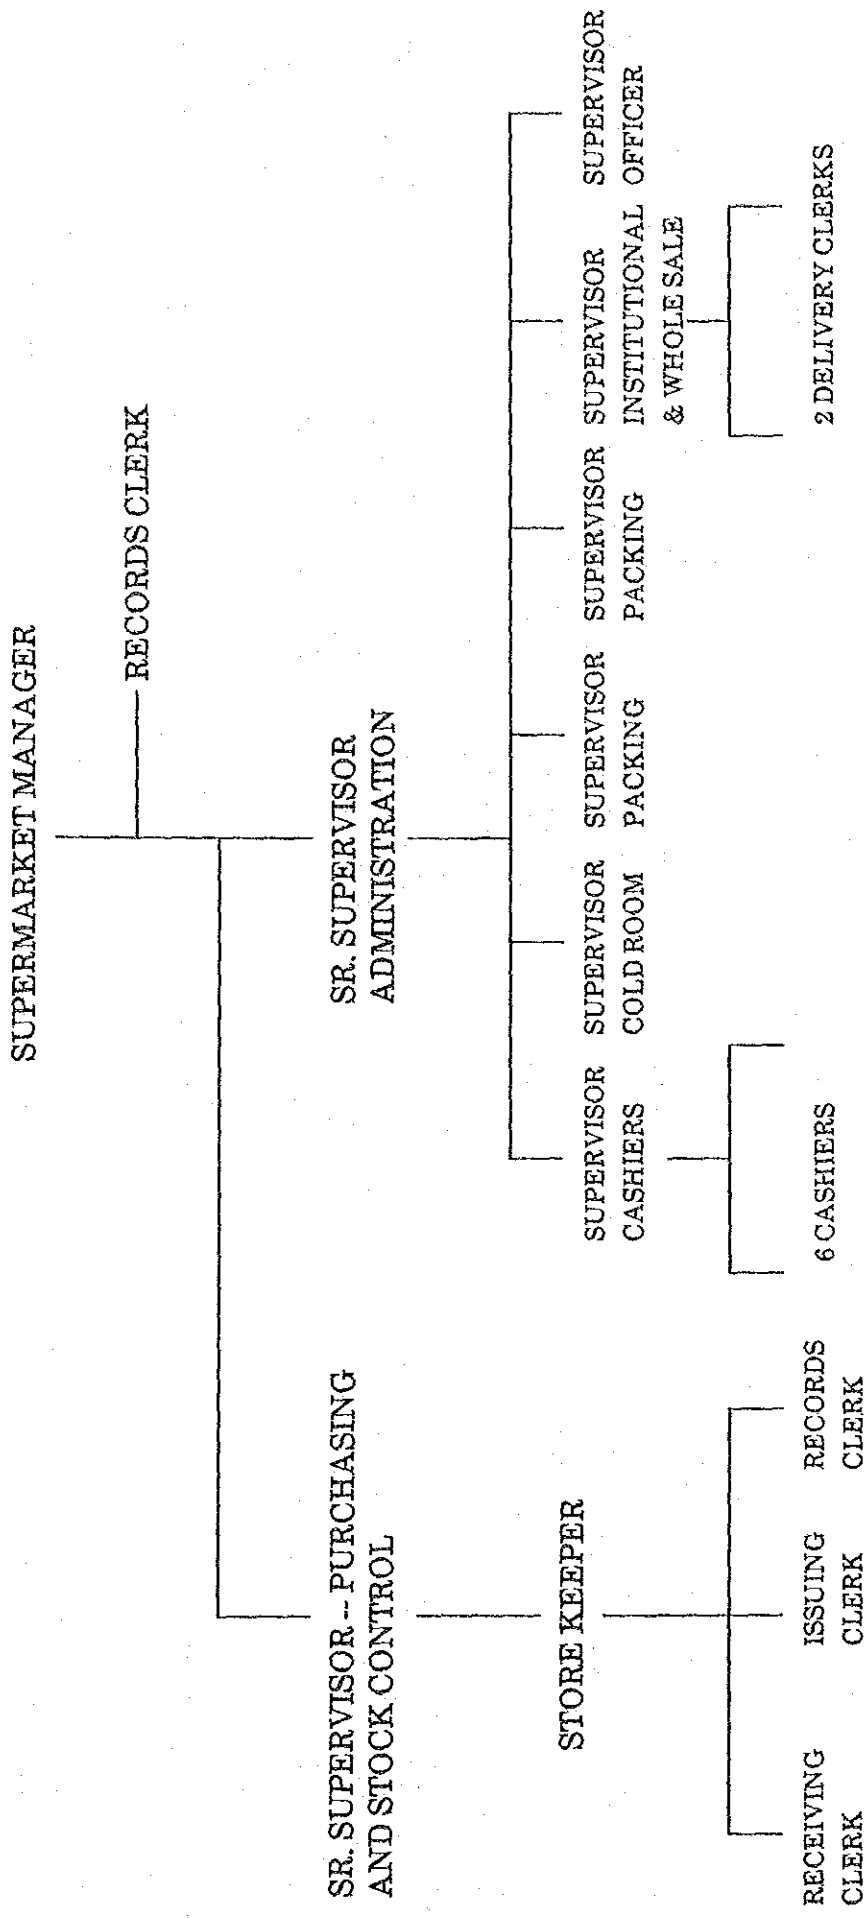 SUPERMARKET MANAGER
RECORDS CLERK
SR. SUPERVISOR -- PURCHASING
AND STOCK CONTROL
SR. SUPERVISOR
ADMINISTRATION
STORE KEEPER
SUPERVISOR
CASHIERS
SUPERVISOR
COLD ROOM
SUPERVISOR
PACKING
SUPERVISOR
PACKING
SUPERVISOR
INSTITUTIONAL
& WHOLE SALE
SUPERVISOR
OFFICER
RECEIVING
CLERK
ISSUING
CLERK
RECORDS
CLERK
6 CASHIERS
2 DELIVERY CLERKS